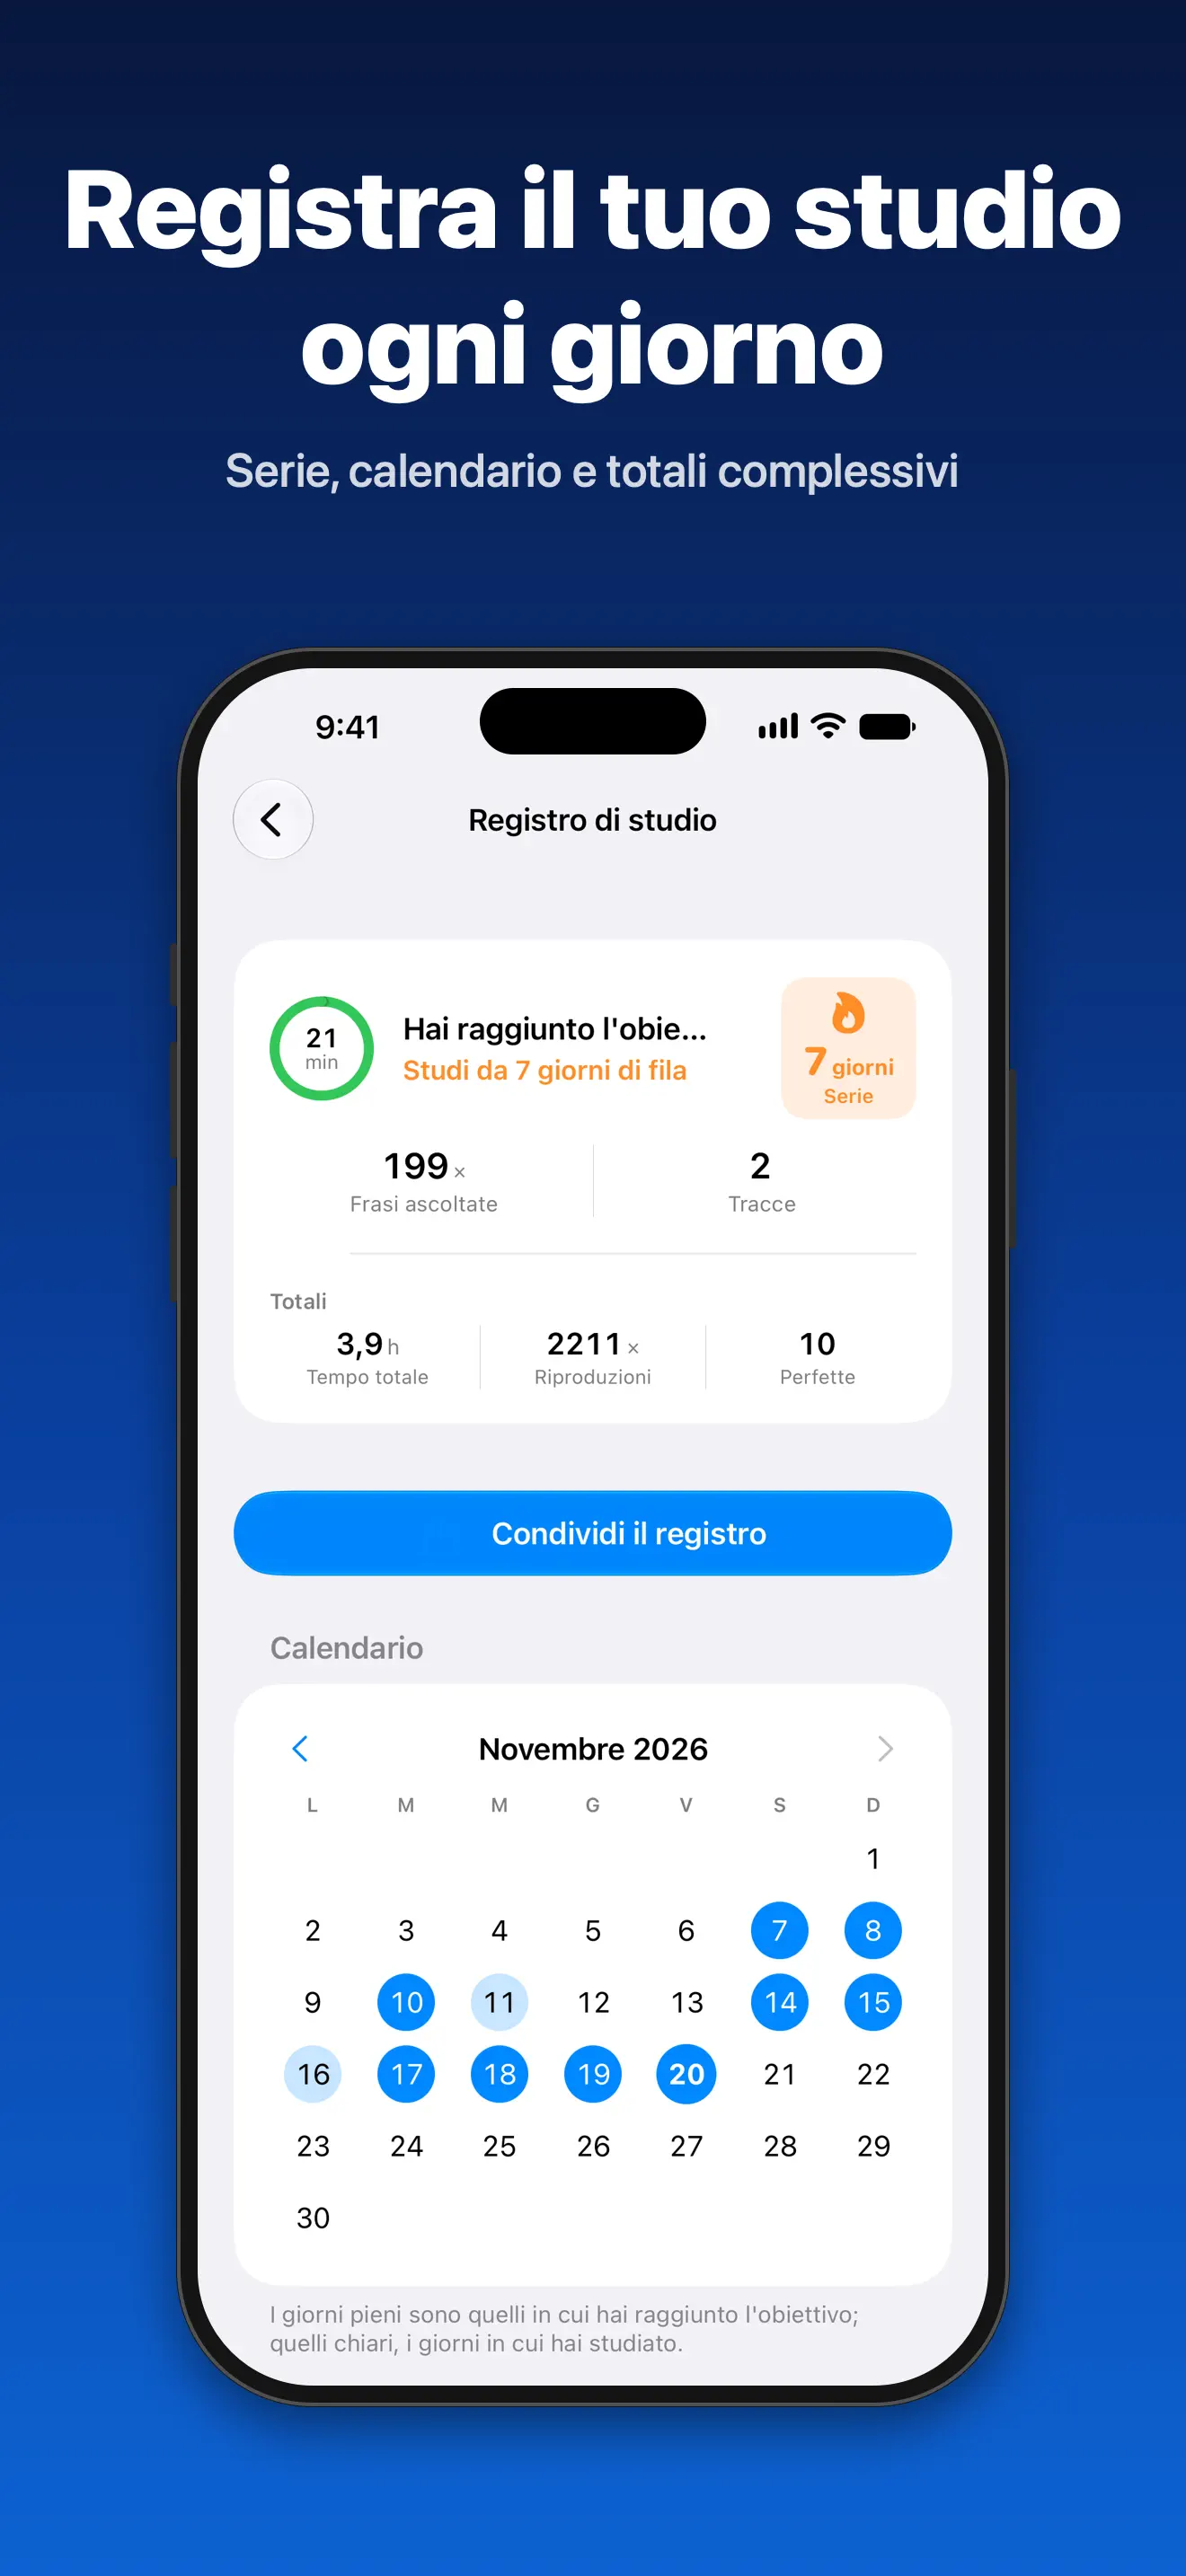 Registra il tuo studio
ogni giorno
Serie, calendario e totali complessivi
9:41
Registro di studio
21
min
Hai raggiunto l'obie...
Studi da 7 giorni di fila
7 giorni
Serie
199 ×
Frasi ascoltate
2
Tracce
Totali
3,9 h
Tempo totale
2211 ×
Riproduzioni
10
Perfette
Condividi il registro
Calendario
Novembre 2026
L M M G V S D
1
2 3 4 5 6 7 8
9 10 11 12 13 14 15
16 17 18 19 20 21 22
23 24 25 26 27 28 29
30
I giorni pieni sono quelli in cui hai raggiunto l'obiettivo;
quelli chiari, i giorni in cui hai studiato.